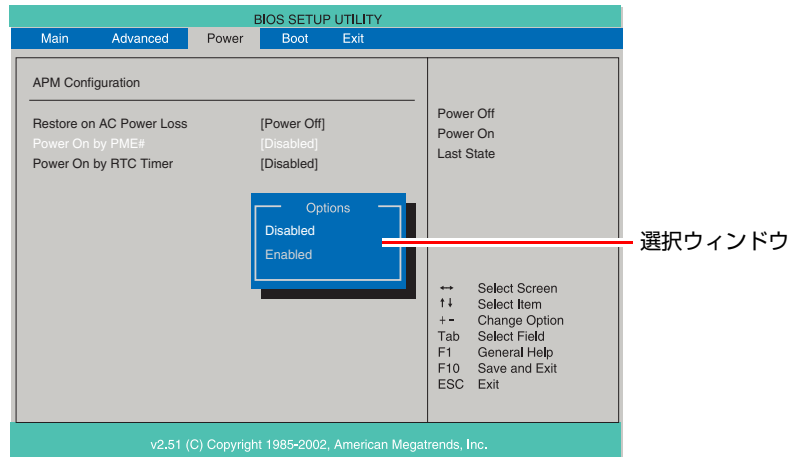 BIOS SETUP UTILITY
Main Advanced Power Boot Exit
APM Configuration
Restore on AC Power Loss [Power Off]
Power On by PME# [Disabled]
Power On by RTC Timer [Disabled]
Options
Disabled
Enabled
Power Off
Power On
Last State
選択ウィンドウ
↔ Select Screen
↑↓ Select Item
+- Change Option
Tab Select Field
F1 General Help
F10 Save and Exit
ESC Exit
v2.51 (C) Copyright 1985-2002, American Megatrends, Inc.